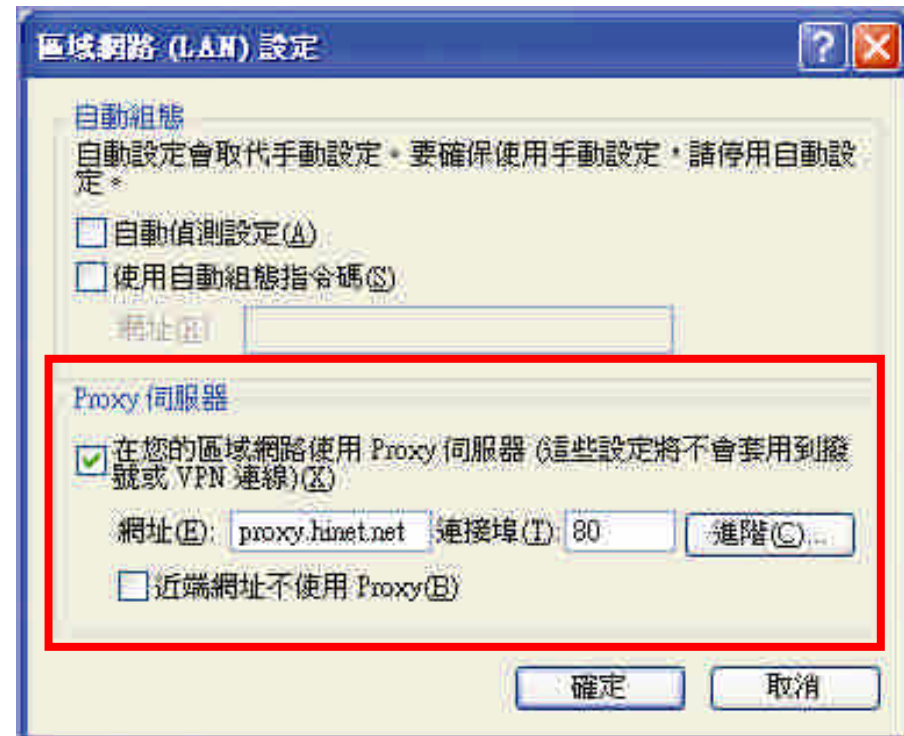 區域網路 (LAN) 設定
自動組態
自動設定會取代手動設定。要確保使用手動設定，請停用自動設
定。
自動偵測設定(A)
使用自動組態指令碼(S)
網址(R)
Proxy 伺服器
在您的區域網路使用 Proxy 伺服器 (這些設定將不會套用到撥
號或 VPN 連線)(X)
網址(E): proxy.hinet.net 連接埠(T): 80 進階(C)...
近端網址不使用 Proxy(B)
確定 取消